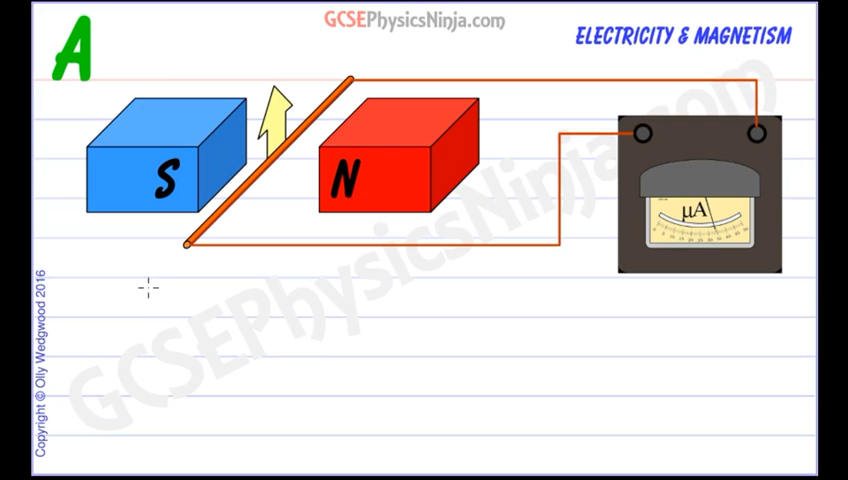 GCSEPhysicsNinja.com
ELECTRICITY & MAGNETISM
A
S
N
µA
GCSEPhysicsNinja.com
Copyright © Olly Wedgwood 2016